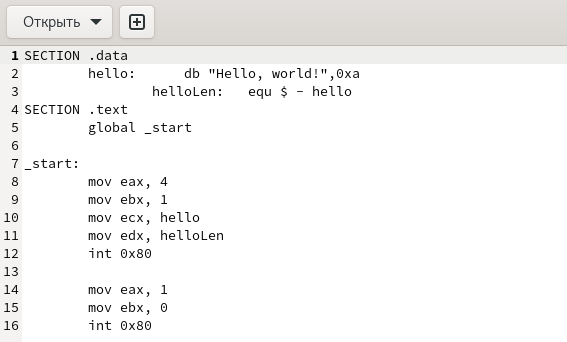 Открыть
1 SECTION .data
2         hello:      db "Hello, world!",0xa
3                 helloLen:   equ $ - hello
4 SECTION .text
5         global _start
6
7 _start:
8         mov eax, 4
9         mov ebx, 1
10         mov ecx, hello
11         mov edx, helloLen
12         int 0x80
13
14         mov eax, 1
15         mov ebx, 0
16         int 0x80